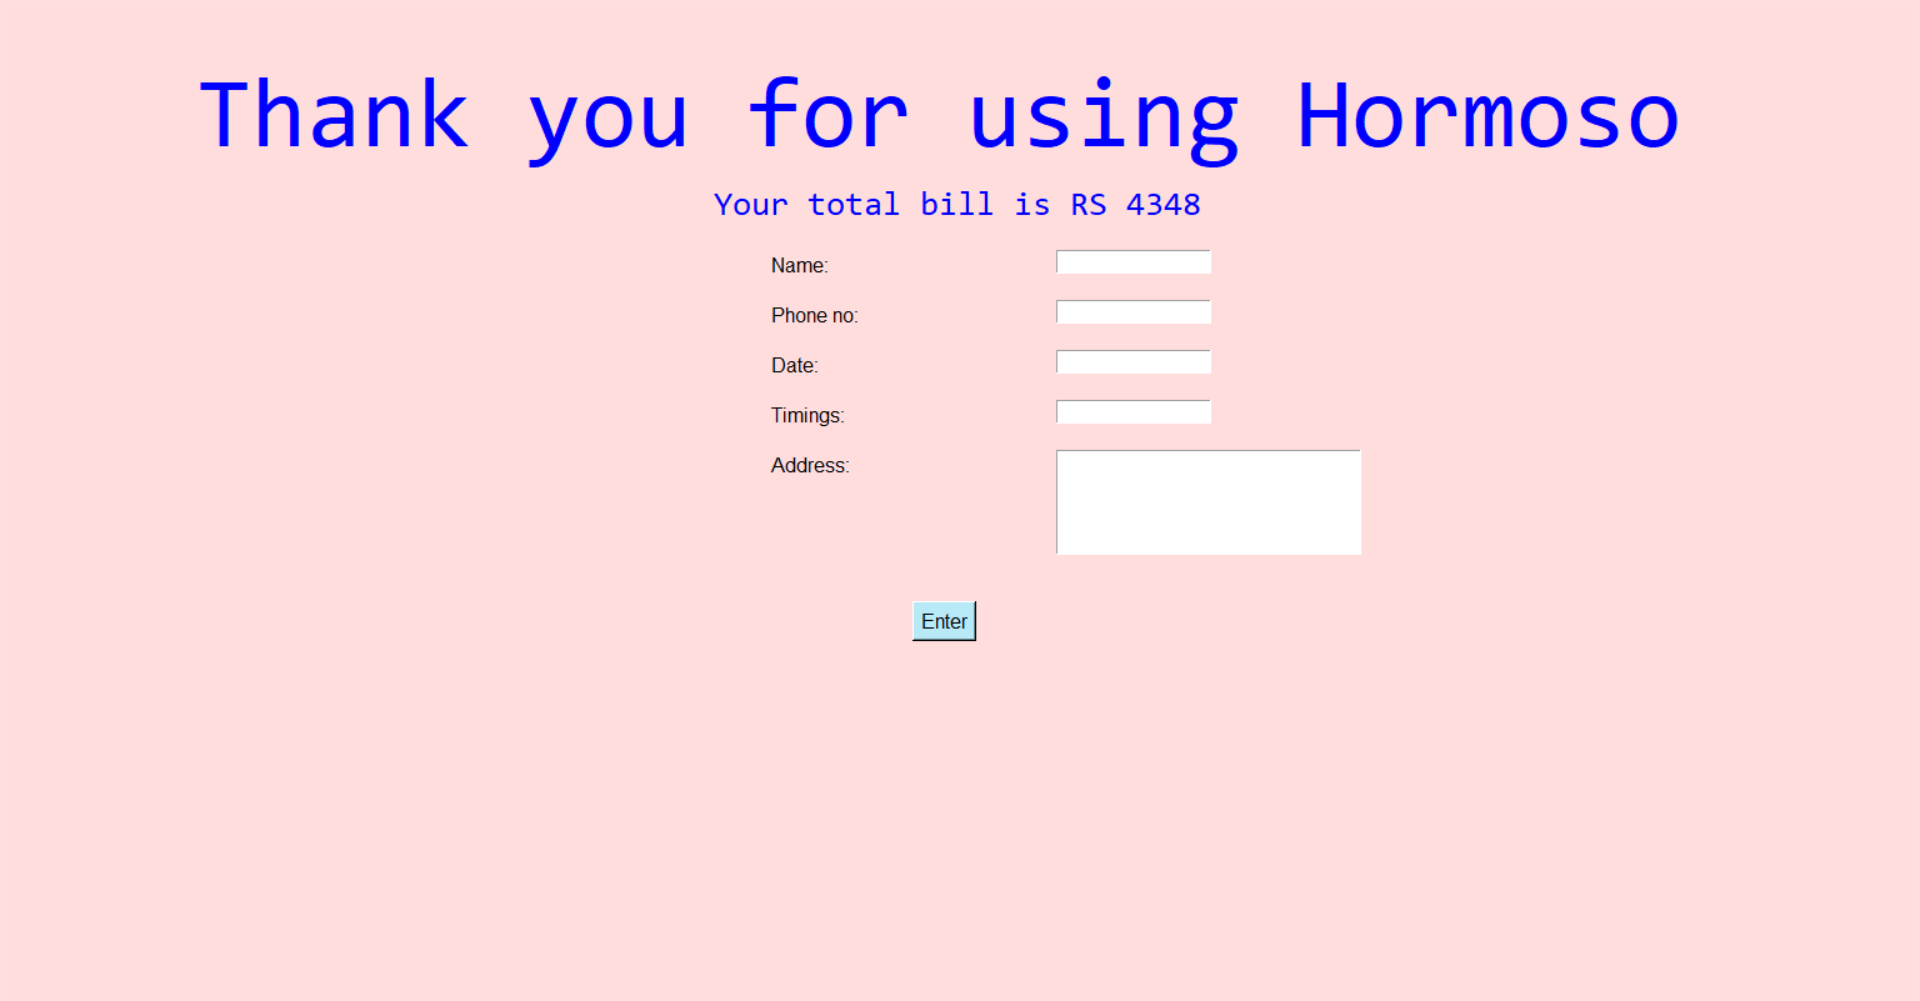 Thank you for using Hormoso
Your total bill is RS 4348
Name:
Phone no:
Date:
Timings:
Address:
Enter